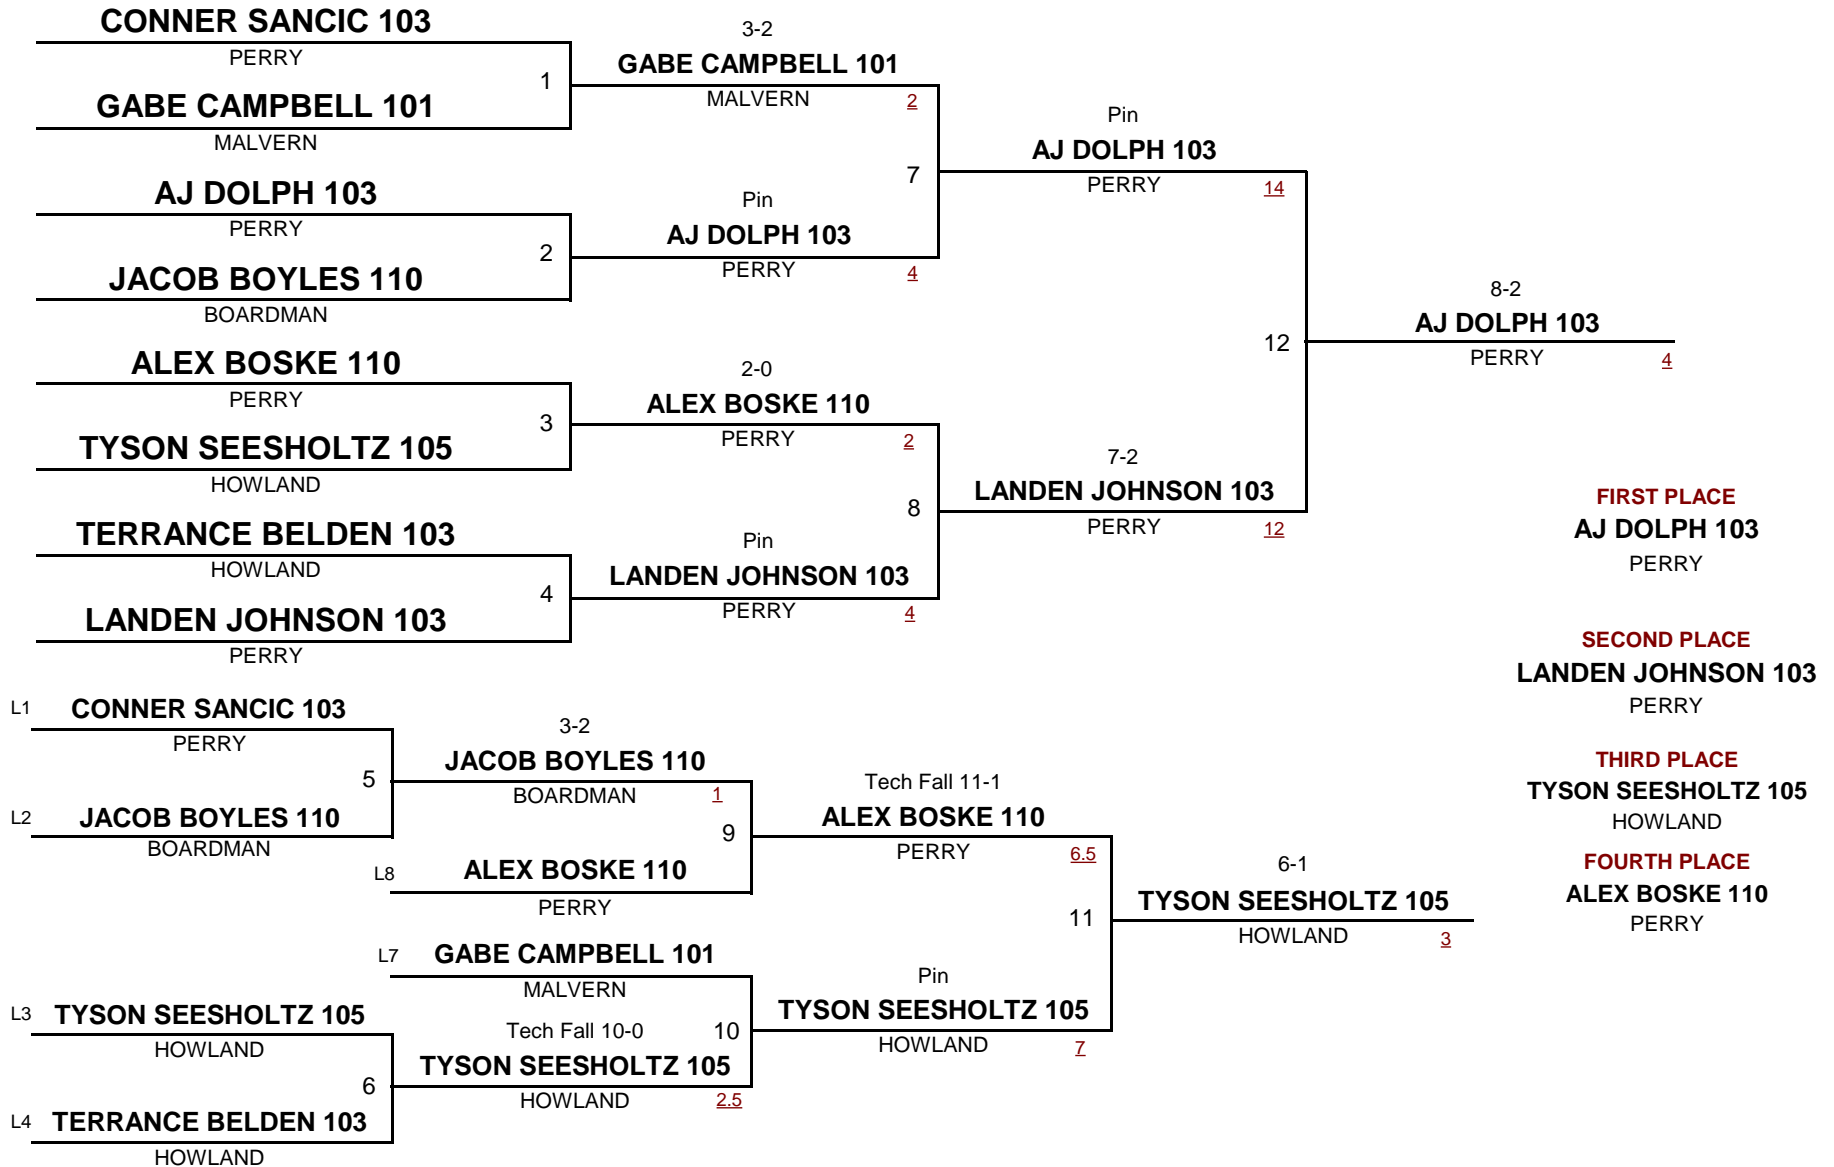 CONNER SANCIC 103
PERRY
1
GABE CAMPBELL 101
MALVERN
3-2
GABE CAMPBELL 101
MALVERN
2
AJ DOLPH 103
PERRY
2
JACOB BOYLES 110
BOARDMAN
Pin
AJ DOLPH 103
PERRY
4
7
Pin
AJ DOLPH 103
PERRY
14
ALEX BOSKE 110
PERRY
3
TYSON SEESHOLTZ 105
HOWLAND
2-0
ALEX BOSKE 110
PERRY
2
TERRANCE BELDEN 103
HOWLAND
4
LANDEN JOHNSON 103
PERRY
Pin
LANDEN JOHNSON 103
PERRY
4
8
7-2
LANDEN JOHNSON 103
PERRY
12
12
8-2
AJ DOLPH 103
PERRY
4
FIRST PLACE
AJ DOLPH 103
PERRY
SECOND PLACE
LANDEN JOHNSON 103
PERRY
THIRD PLACE
TYSON SEESHOLTZ 105
HOWLAND
FOURTH PLACE
ALEX BOSKE 110
PERRY
L1 CONNER SANCIC 103
PERRY
5
L2 JACOB BOYLES 110
BOARDMAN
3-2
JACOB BOYLES 110
BOARDMAN
1
9
L8 ALEX BOSKE 110
PERRY
Tech Fall 11-1
ALEX BOSKE 110
PERRY
6.5
L7 GABE CAMPBELL 101
MALVERN
L3 TYSON SEESHOLTZ 105
HOWLAND
6
L4 TERRANCE BELDEN 103
HOWLAND
Tech Fall 10-0
TYSON SEESHOLTZ 105
HOWLAND
2.5
10
Pin
TYSON SEESHOLTZ 105
HOWLAND
7
11
6-1
TYSON SEESHOLTZ 105
HOWLAND
3